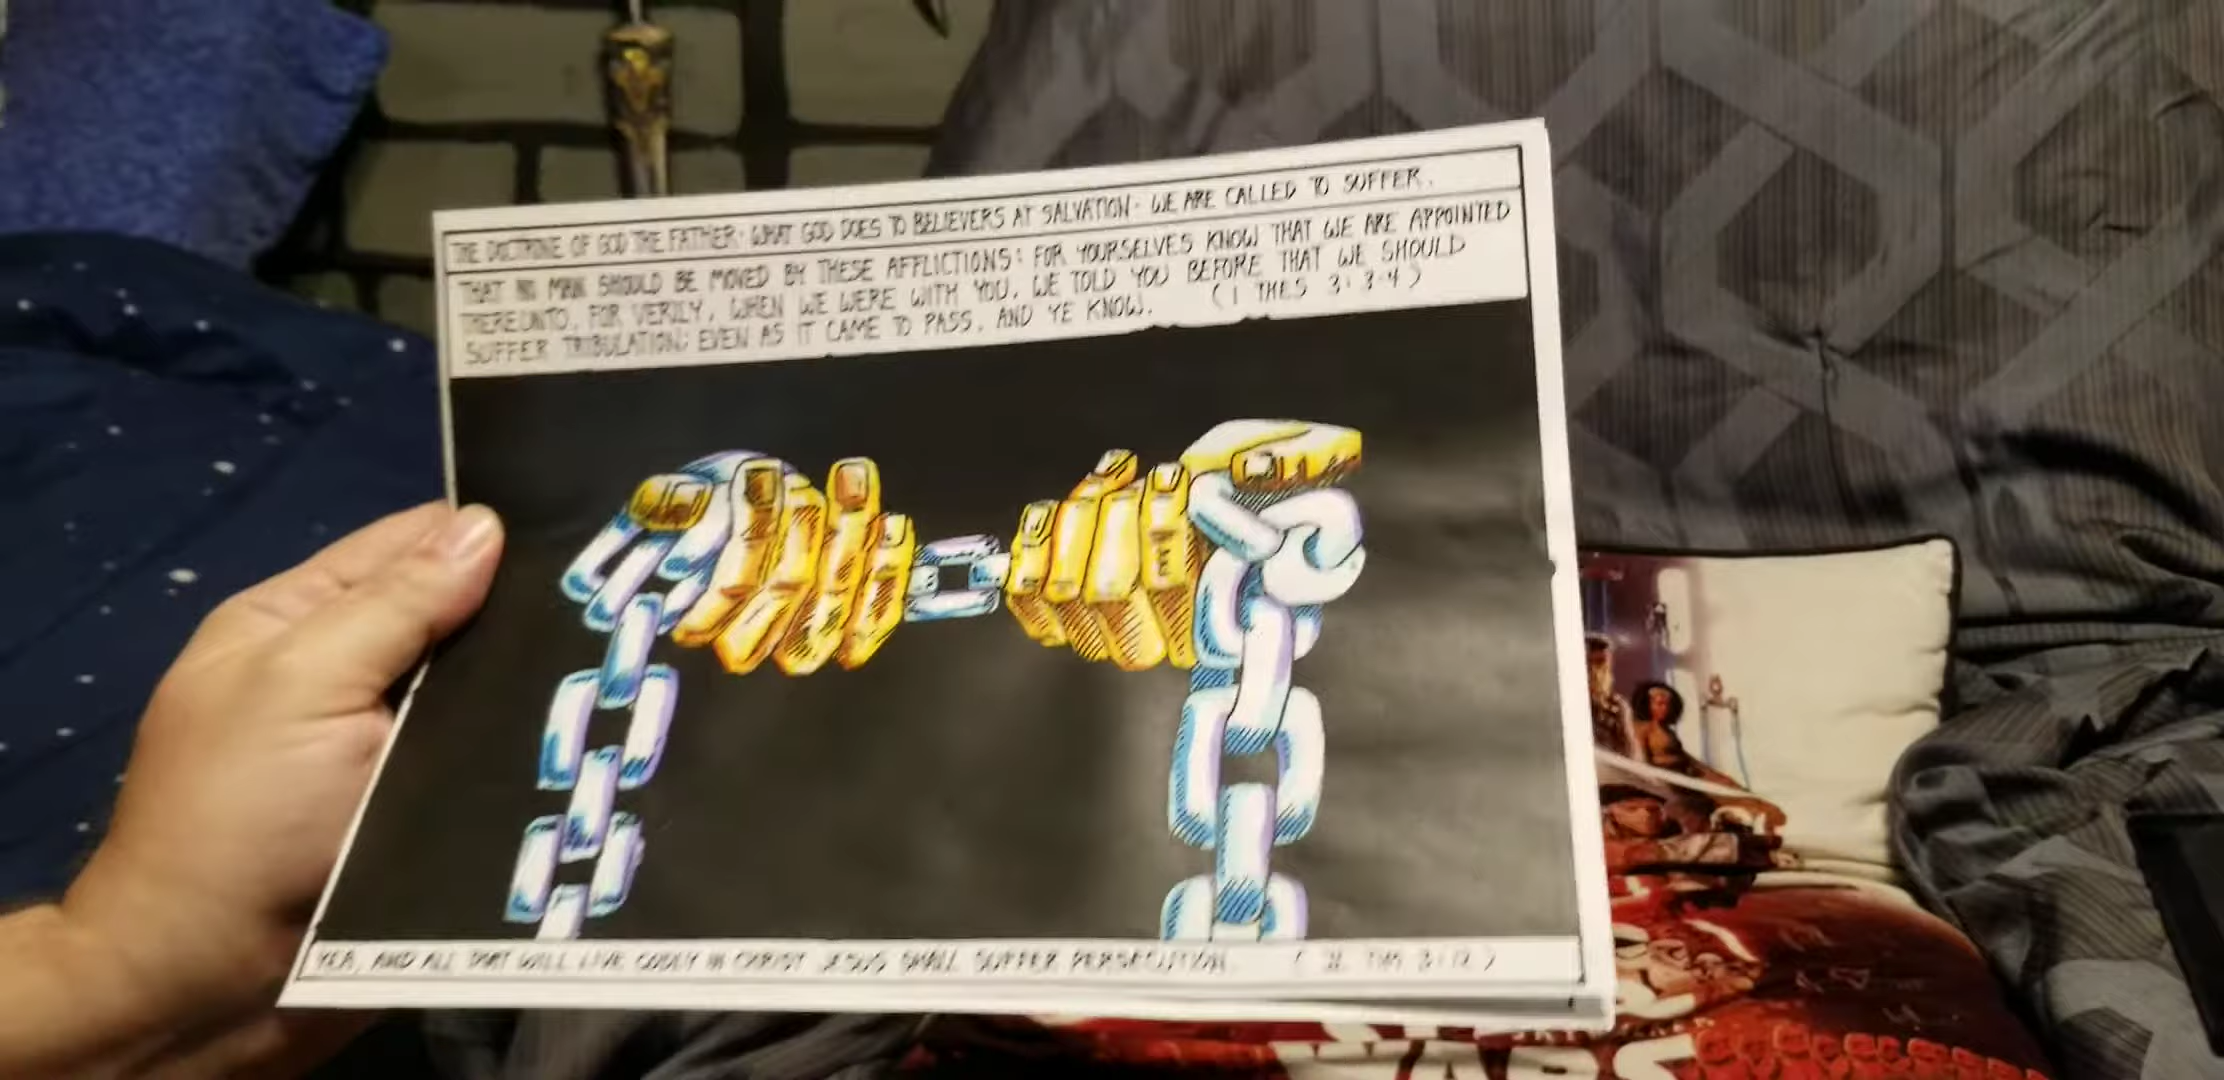 THE DOCTRINE OF GOD THE FATHER · WHAT GOD DOES TO BELIEVERS AT SALVATION · WE ARE CALLED TO SUFFER.
THAT NO MAN SHOULD BE MOVED BY THESE AFFLICTIONS: FOR YOURSELVES KNOW THAT WE ARE APPOINTED
THEREUNTO. FOR VERILY, WHEN WE WERE WITH YOU, WE TOLD YOU BEFORE THAT WE SHOULD
SUFFER TRIBULATION; EVEN AS IT CAME TO PASS, AND YE KNOW. (I THES 3:3-4)
YEA, AND ALL THAT WILL LIVE GODLY IN CHRIST JESUS SHALL SUFFER PERSECUTION. (II TIM 3:12)
WARS